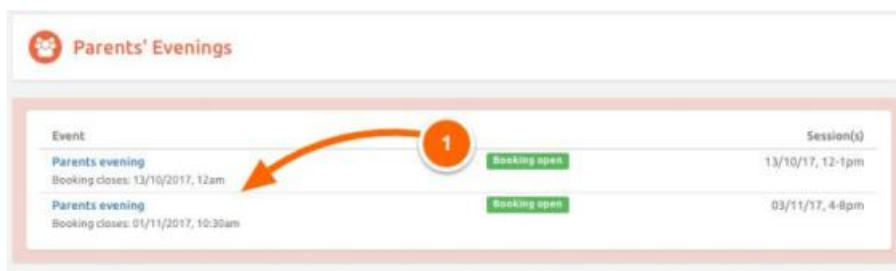 Parents' Evenings
Event Session(s)
1
Parents evening Booking open 13/10/17, 12-1pm
Booking closes: 13/10/2017, 12am
Parents evening Booking open 03/11/17, 4-8pm
Booking closes: 01/11/2017, 10:30am